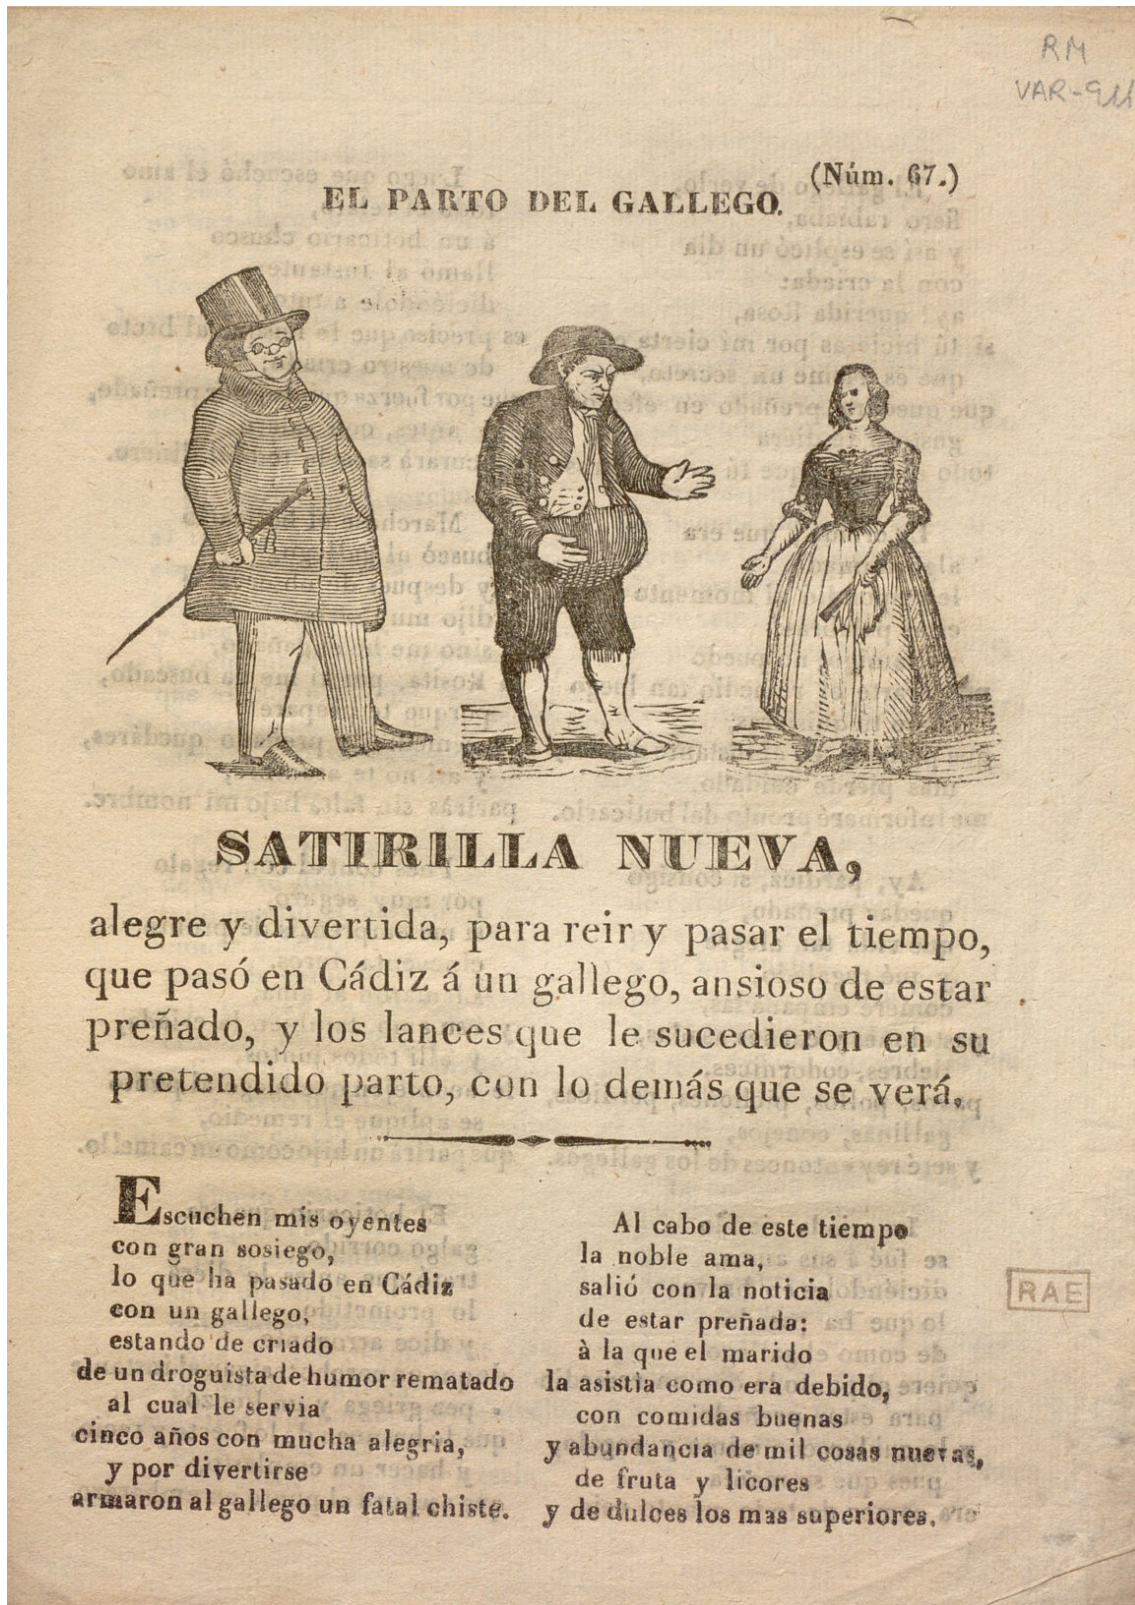 RM
VAR-911
(Núm. 67.)
EL PARTO DEL GALLEGO.
SATIRILLA NUEVA,
alegre y divertida, para reir y pasar el tiempo,
que pasó en Cádiz á un gallego, ansioso de estar
preñado, y los lances que le sucedieron en su
pretendido parto, con lo demás que se verá.
Escuchen mis oyentes
con gran sosiego,
lo que ha pasado en Cádiz
con un gallego,
estando de criado
de un droguista de humor rematado
al cual le servia
cinco años con mucha alegria,
y por divertirse
armaron al gallego un fatal chiste.
Al cabo de este tiempo
la noble ama,
salió con la noticia
de estar preñada:
à la que el marido
la asistia como era debido,
con comidas buenas
y abundancia de mil cosas nuevas,
de fruta y licores
y de dulces los mas superiores.
RAE